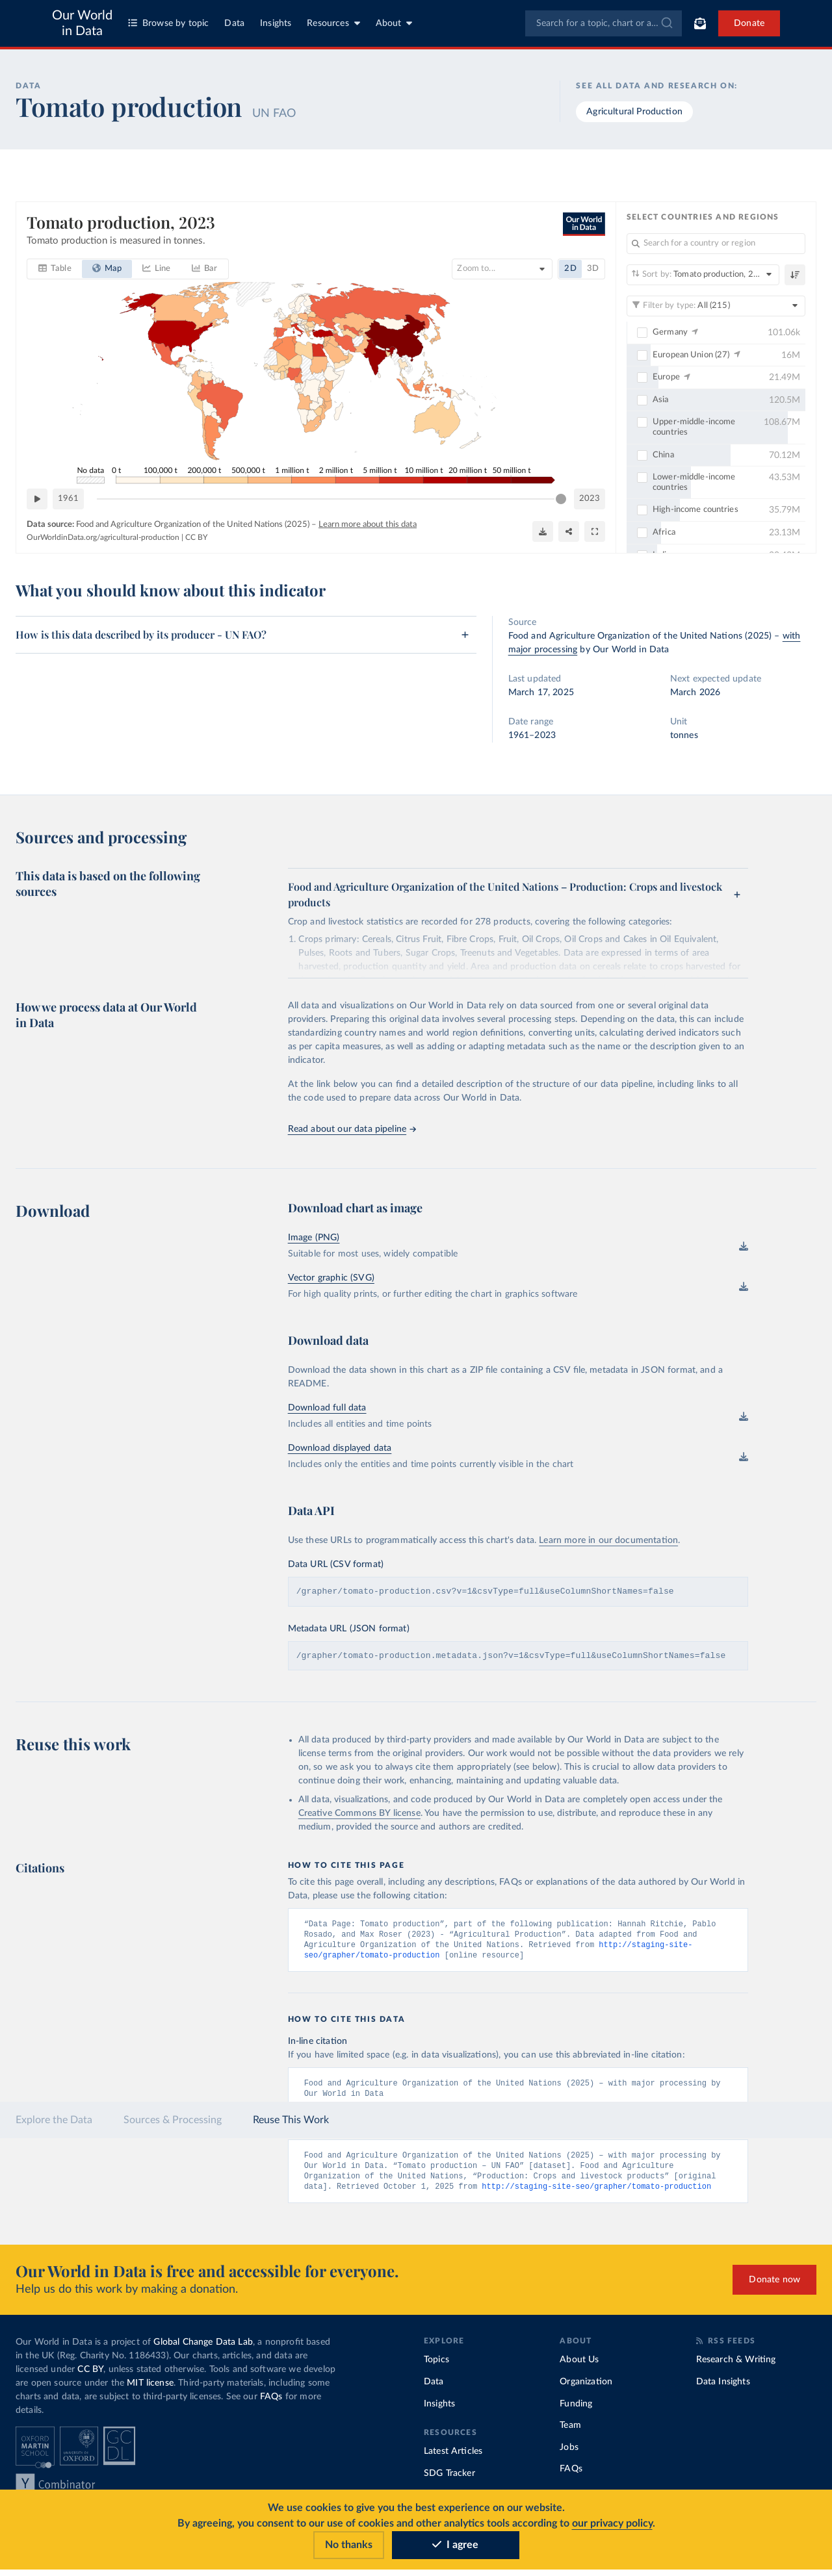 Our World
in Data
Browse by topic
Data
Insights
Resources
About
Search for a topic, chart or a...
Donate
DATA
Tomato production UN FAO
SEE ALL DATA AND RESEARCH ON:
Agricultural Production
Tomato production, 2023
Tomato production is measured in tonnes.
Our World
in Data
Table
Map
Line
Bar
Zoom to...
2D
3D
No data
0 t
100,000 t
200,000 t
500,000 t
1 million t
2 million t
5 million t
10 million t
20 million t
50 million t
1961
2023
Data source: Food and Agriculture Organization of the United Nations (2025) – Learn more about this data
OurWorldinData.org/agricultural-production | CC BY
SELECT COUNTRIES AND REGIONS
Search for a country or region
Sort by: Tomato production, 2...
Filter by type: All (215)
Germany 101.06k
European Union (27) 16M
Europe 21.49M
Asia 120.5M
Upper-middle-income
countries 108.67M
China 70.12M
Lower-middle-income
countries 43.53M
High-income countries 35.79M
Africa 23.13M
What you should know about this indicator
How is this data described by its producer - UN FAO?
Source
Food and Agriculture Organization of the United Nations (2025) – with
major processing by Our World in Data
Last updated
March 17, 2025
Next expected update
March 2026
Date range
1961–2023
Unit
tonnes
Sources and processing
This data is based on the following
sources
Food and Agriculture Organization of the United Nations – Production: Crops and livestock
products
Crop and livestock statistics are recorded for 278 products, covering the following categories:
1. Crops primary: Cereals, Citrus Fruit, Fibre Crops, Fruit, Oil Crops, Oil Crops and Cakes in Oil Equivalent,
Pulses, Roots and Tubers, Sugar Crops, Treenuts and Vegetables. Data are expressed in terms of area
harvested, production quantity and yield. Area and production data on cereals relate to crops harvested for
How we process data at Our World
in Data
All data and visualizations on Our World in Data rely on data sourced from one or several original data
providers. Preparing this original data involves several processing steps. Depending on the data, this can include
standardizing country names and world region definitions, converting units, calculating derived indicators such
as per capita measures, as well as adding or adapting metadata such as the name or the description given to an
indicator.
At the link below you can find a detailed description of the structure of our data pipeline, including links to all
the code used to prepare data across Our World in Data.
Read about our data pipeline
Download
Download chart as image
Image (PNG)
Suitable for most uses, widely compatible
Vector graphic (SVG)
For high quality prints, or further editing the chart in graphics software
Download data
Download the data shown in this chart as a ZIP file containing a CSV file, metadata in JSON format, and a
README.
Download full data
Includes all entities and time points
Download displayed data
Includes only the entities and time points currently visible in the chart
Data API
Use these URLs to programmatically access this chart's data. Learn more in our documentation.
Data URL (CSV format)
/grapher/tomato-production.csv?v=1&csvType=full&useColumnShortNames=false
Metadata URL (JSON format)
/grapher/tomato-production.metadata.json?v=1&csvType=full&useColumnShortNames=false
Reuse this work
All data produced by third-party providers and made available by Our World in Data are subject to the
license terms from the original providers. Our work would not be possible without the data providers we rely
on, so we ask you to always cite them appropriately (see below). This is crucial to allow data providers to
continue doing their work, enhancing, maintaining and updating valuable data.
All data, visualizations, and code produced by Our World in Data are completely open access under the
Creative Commons BY license. You have the permission to use, distribute, and reproduce these in any
medium, provided the source and authors are credited.
Citations
HOW TO CITE THIS PAGE
To cite this page overall, including any descriptions, FAQs or explanations of the data authored by Our World in
Data, please use the following citation:
“Data Page: Tomato production”, part of the following publication: Hannah Ritchie, Pablo
Rosado, and Max Roser (2023) - “Agricultural Production”. Data adapted from Food and
Agriculture Organization of the United Nations. Retrieved from http://staging-site-
seo/grapher/tomato-production [online resource]
HOW TO CITE THIS DATA
In-line citation
If you have limited space (e.g. in data visualizations), you can use this abbreviated in-line citation:
Food and Agriculture Organization of the United Nations (2025) – with major processing by
Our World in Data
Explore the Data
Sources & Processing
Reuse This Work
Food and Agriculture Organization of the United Nations (2025) – with major processing by
Our World in Data. “Tomato production – UN FAO” [dataset]. Food and Agriculture
Organization of the United Nations, “Production: Crops and livestock products” [original
data]. Retrieved October 1, 2025 from http://staging-site-seo/grapher/tomato-production
Our World in Data is free and accessible for everyone.
Help us do this work by making a donation.
Donate now
Our World in Data is a project of Global Change Data Lab, a nonprofit based
in the UK (Reg. Charity No. 1186433). Our charts, articles, and data are
licensed under CC BY, unless stated otherwise. Tools and software we develop
are open source under the MIT license. Third-party materials, including some
charts and data, are subject to third-party licenses. See our FAQs for more
details.
OXFORD
MARTIN
SCHOOL
UNIVERSITY OF
OXFORD
GC
DL
Y Combinator
EXPLORE
Topics
Data
Insights
RESOURCES
Latest Articles
SDG Tracker
ABOUT
About Us
Organization
Funding
Team
Jobs
FAQs
RSS FEEDS
Research & Writing
Data Insights
We use cookies to give you the best experience on our website.
By agreeing, you consent to our use of cookies and other analytics tools according to our privacy policy.
No thanks
I agree